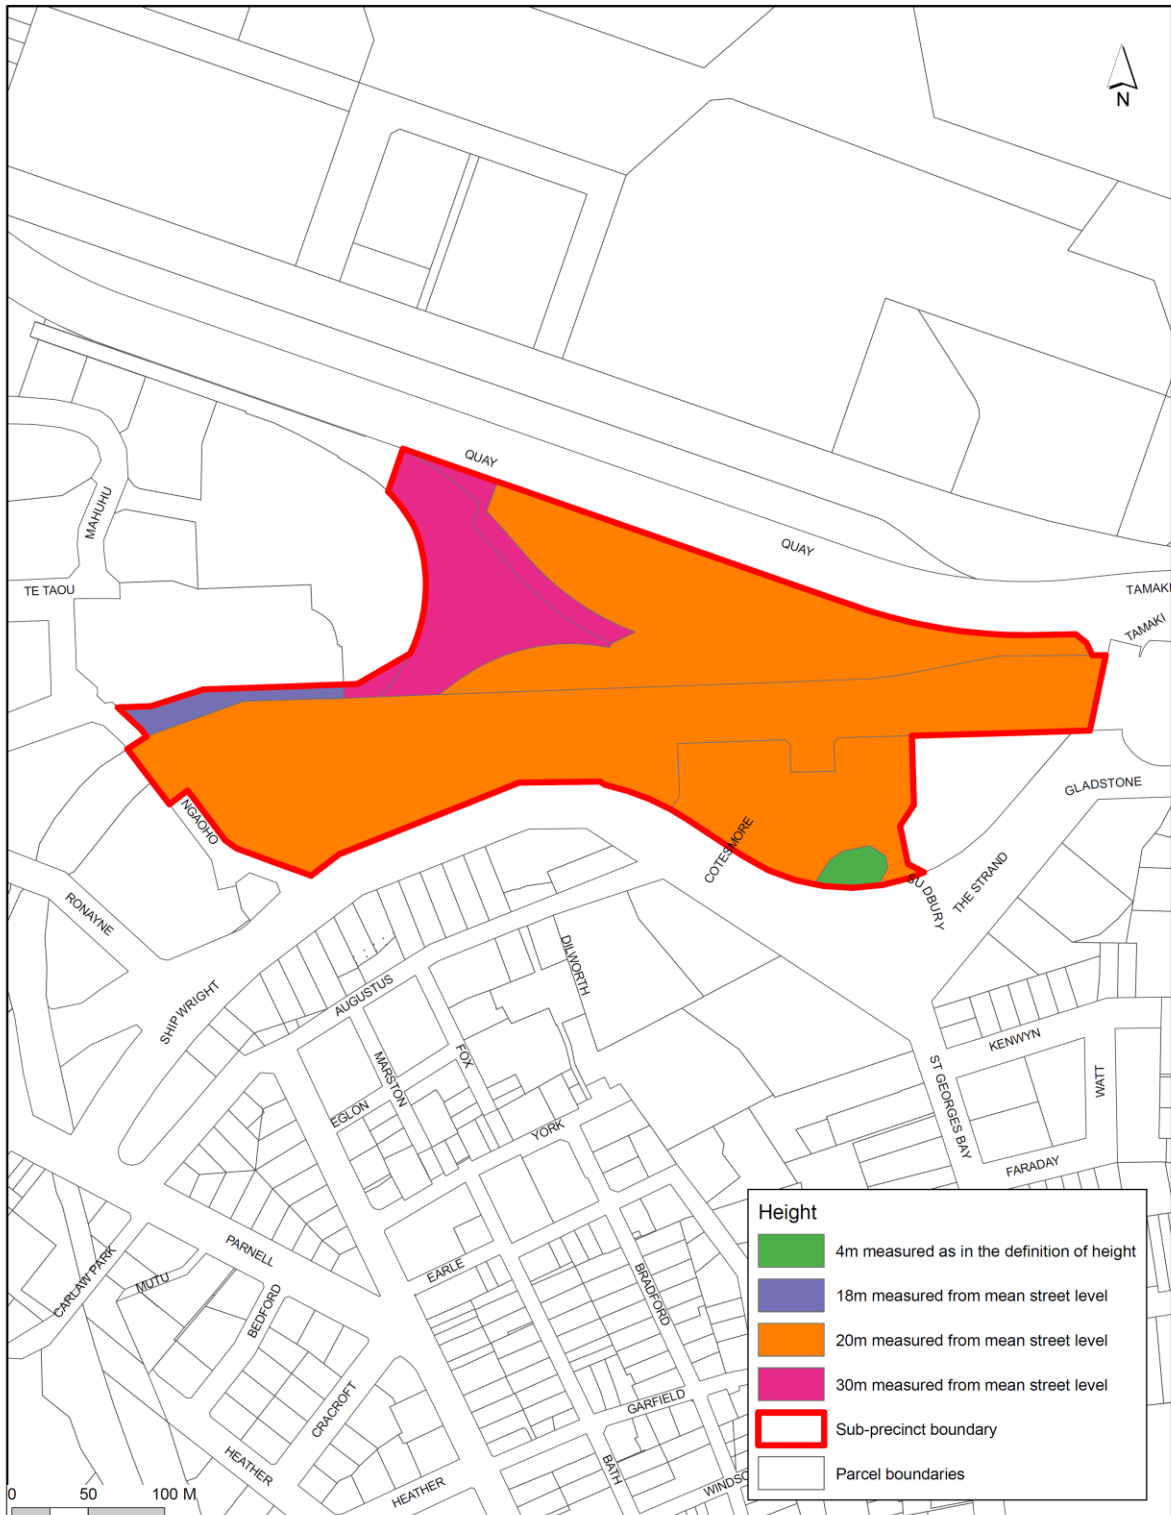 N
QUAY
QUAY
MAHUHU
TE TAOU
TAMAKI
TAMAKI
GLADSTONE
NGAOHO
COTESMORE
SUDBURY
THE STRAND
RONAYNE
SHIPWRIGHT
AUGUSTUS
DILWORTH
MARSTON
FOX
EGLON
YORK
KENWYN
ST GEORGES BAY
WATT
FARADAY
PARNELL
CARLAW PARK
MUTU
BEDFORD
EARLE
BRADFORD
CRACROFT
GARFIELD
HEATHER
HEATHER
BATH
Height
4m measured as in the definition of height
18m measured from mean street level
20m measured from mean street level
30m measured from mean street level
Sub-precinct boundary
Parcel boundaries
0 50 100 M